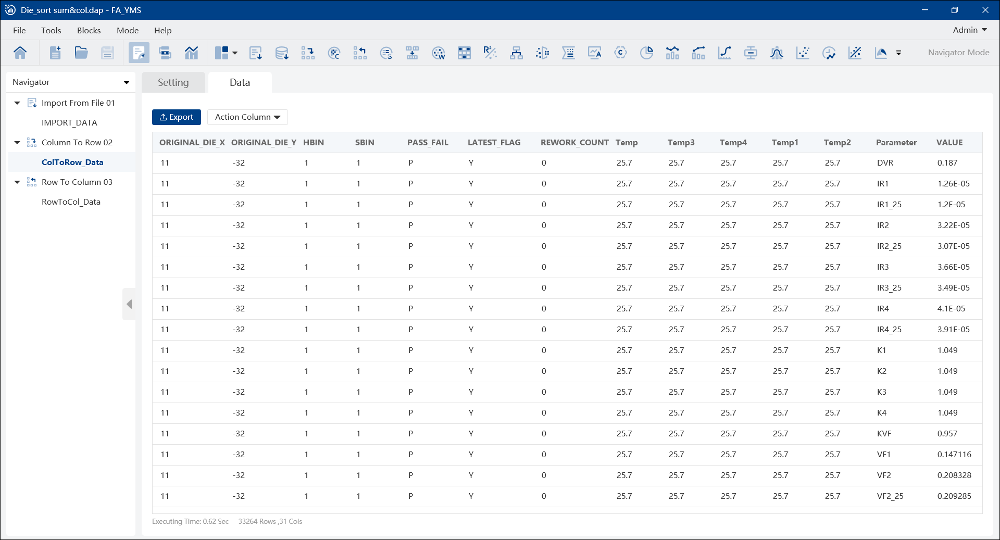 Die_sort sum&col.dap - FA_YMS
File Tools Blocks Mode Help Admin
Navigator Mode
Navigator
Import From File 01
IMPORT_DATA
Column To Row 02
ColToRow_Data
Row To Column 03
RowToCol_Data
Setting Data
Export Action Column
ORIGINAL_DIE_X ORIGINAL_DIE_Y HBIN SBIN PASS_FAIL LATEST_FLAG REWORK_COUNT Temp Temp3 Temp4 Temp1 Temp2 Parameter VALUE
11 -32 1 1 P Y 0 25.7 25.7 25.7 25.7 25.7 DVR 0.187
11 -32 1 1 P Y 0 25.7 25.7 25.7 25.7 25.7 IR1 1.26E-05
11 -32 1 1 P Y 0 25.7 25.7 25.7 25.7 25.7 IR1_25 1.2E-05
11 -32 1 1 P Y 0 25.7 25.7 25.7 25.7 25.7 IR2 3.22E-05
11 -32 1 1 P Y 0 25.7 25.7 25.7 25.7 25.7 IR2_25 3.07E-05
11 -32 1 1 P Y 0 25.7 25.7 25.7 25.7 25.7 IR3 3.66E-05
11 -32 1 1 P Y 0 25.7 25.7 25.7 25.7 25.7 IR3_25 3.49E-05
11 -32 1 1 P Y 0 25.7 25.7 25.7 25.7 25.7 IR4 4.1E-05
11 -32 1 1 P Y 0 25.7 25.7 25.7 25.7 25.7 IR4_25 3.91E-05
11 -32 1 1 P Y 0 25.7 25.7 25.7 25.7 25.7 K1 1.049
11 -32 1 1 P Y 0 25.7 25.7 25.7 25.7 25.7 K2 1.049
11 -32 1 1 P Y 0 25.7 25.7 25.7 25.7 25.7 K3 1.049
11 -32 1 1 P Y 0 25.7 25.7 25.7 25.7 25.7 K4 1.049
11 -32 1 1 P Y 0 25.7 25.7 25.7 25.7 25.7 KVF 0.957
11 -32 1 1 P Y 0 25.7 25.7 25.7 25.7 25.7 VF1 0.147116
11 -32 1 1 P Y 0 25.7 25.7 25.7 25.7 25.7 VF2 0.208328
11 -32 1 1 P Y 0 25.7 25.7 25.7 25.7 25.7 VF2_25 0.209285
Executing Time: 0.62 Sec 33264 Rows ,31 Cols